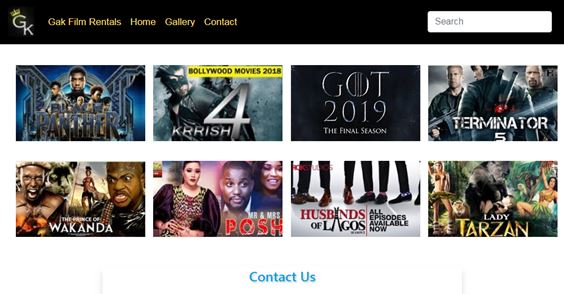 GK
Gak Film Rentals Home Gallery Contact Search
PANTHER
BOLLYWOOD MOVIES 2018
KRRISH 4
GOT
2019
THE FINAL SEASON
TERMINATOR
5
THE PRINCE OF
WAKANDA
MR & MRS
POSH
STUDIOS
HUSBANDS
OF LAGOS
ALL
EPISODES
AVAILABLE
NOW
LADY
TARZAN
Contact Us